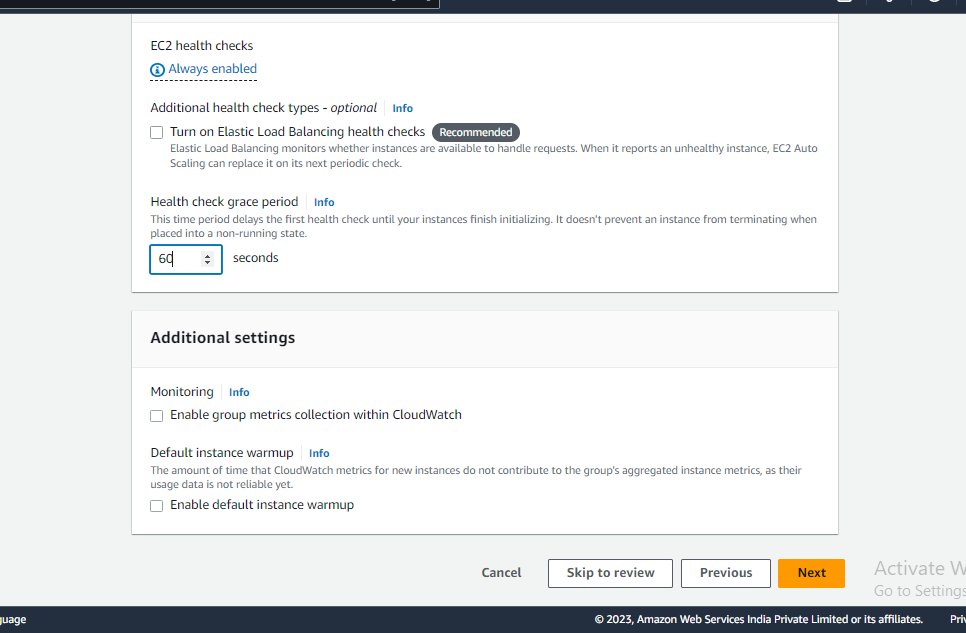 EC2 health checks
Always enabled
Additional health check types - optional Info
Turn on Elastic Load Balancing health checks Recommended
Elastic Load Balancing monitors whether instances are available to handle requests. When it reports an unhealthy instance, EC2 Auto
Scaling can replace it on its next periodic check.
Health check grace period Info
This time period delays the first health check until your instances finish initializing. It doesn't prevent an instance from terminating when
placed into a non-running state.
60 seconds
Additional settings
Monitoring Info
Enable group metrics collection within CloudWatch
Default instance warmup Info
The amount of time that CloudWatch metrics for new instances do not contribute to the group's aggregated instance metrics, as their
usage data is not reliable yet.
Enable default instance warmup
Cancel Skip to review Previous Next
Activate W
Go to Settings
guage © 2023, Amazon Web Services India Private Limited or its affiliates. Priv